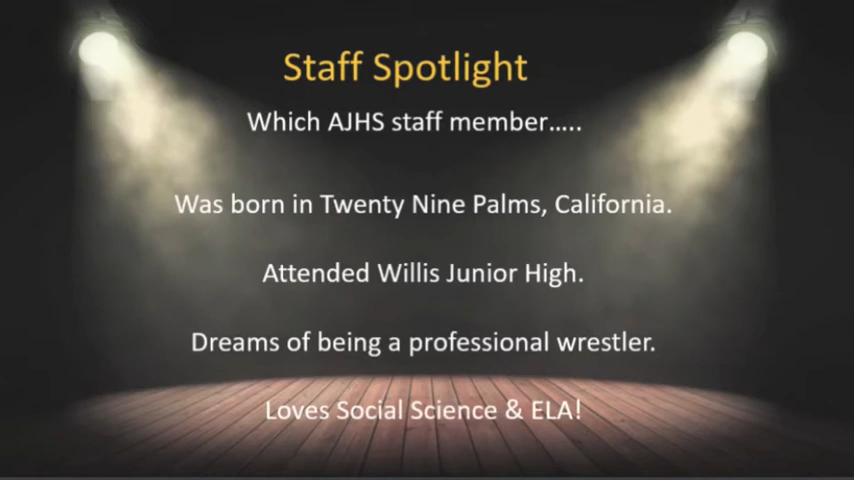 Staff Spotlight
Which AJHS staff member…..
Was born in Twenty Nine Palms, California.
Attended Willis Junior High.
Dreams of being a professional wrestler.
Loves Social Science & ELA!